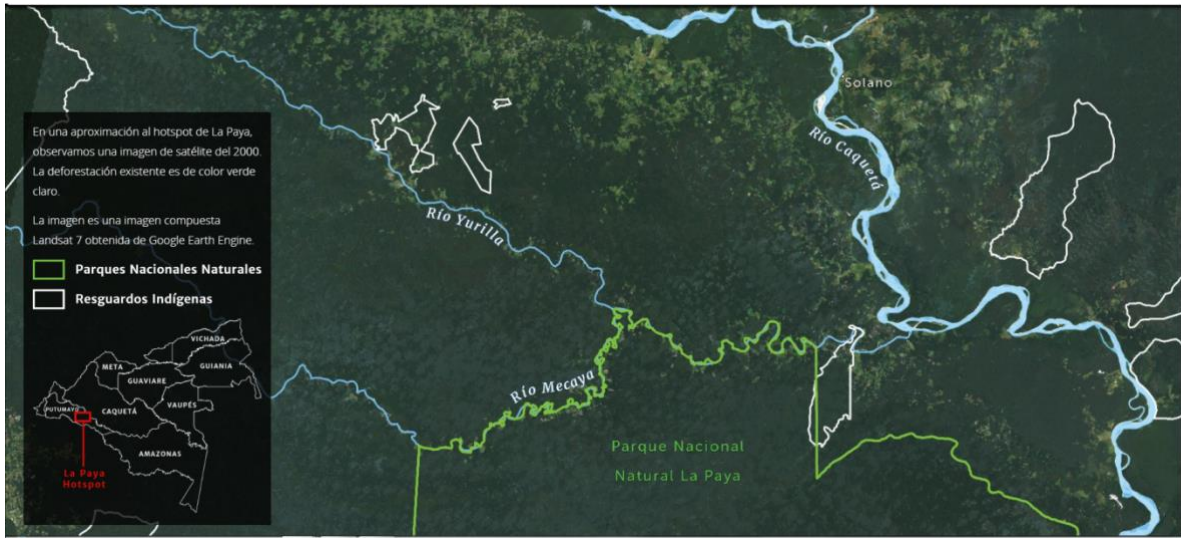 En una aproximación al hotspot de La Paya,
observamos una imagen de satélite del 2000.
La deforestación existente es de color verde
claro.
La imagen es una imagen compuesta
Landsat 7 obtenida de Google Earth Engine.
Parques Nacionales Naturales
Resguardos Indígenas
VICHADA
META
GUAVIARE
GUIANIA
PUTUMAYO
CAQUETÁ
VAUPÉS
AMAZONAS
La Paya
Hotspot
Solano
Río Caquetá
Río Yurilla
Río Mecaya
Parque Nacional
Natural La Paya